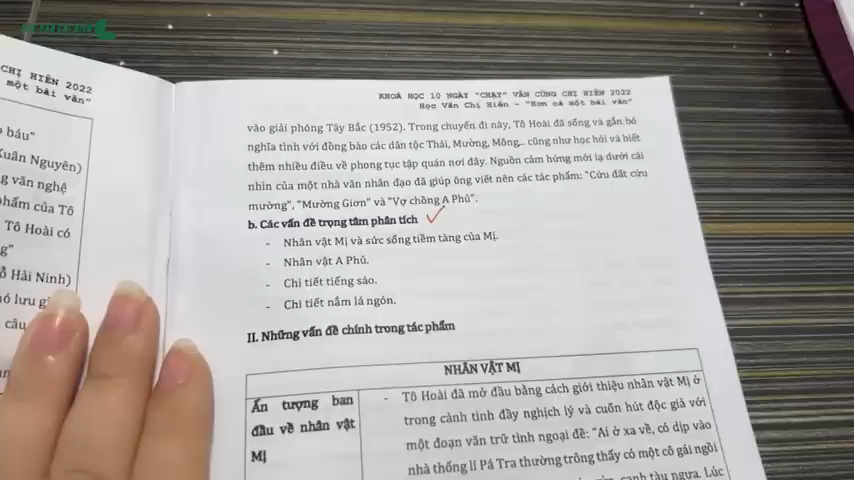 CHỊ HIÊN 2022
một bài văn"
báu"
Xuân Nguyên)
g văn nghệ
phẩm của Tô
Tô Hoài có
g"
ỗ Hải Ninh)
câu
KHOÁ HỌC 10 NGÀY "CHẠY" VĂN CÙNG CHỊ HIÊN 2022
Học Văn Chị Hiên - "Hơn cả một bài văn"
vào giải phóng Tây Bắc (1952). Trong chuyến đi này, Tô Hoài đã sống và gắn bó
nghĩa tình với đồng bào các dân tộc Thái, Mường, Mông,.. cũng như học hỏi và biết
thêm nhiều điều về phong tục tập quán nơi đây. Nguồn cảm hứng mới lạ dưới cái
nhìn của một nhà văn nhân đạo đã giúp ông viết nên các tác phẩm: "Cứu đất cứu
mường", "Mường Giơn" và "Vợ chồng A Phủ".
b. Các vấn đề trọng tâm phân tích
- Nhân vật Mị và sức sống tiềm tàng của Mị.
- Nhân vật A Phủ.
- Chi tiết tiếng sáo.
- Chi tiết nắm lá ngón.
II. Những vấn đề chính trong tác phẩm
NHÂN VẬT MỊ
Ấn tượng ban
đầu về nhân vật
Mị
- Tô Hoài đã mở đầu bằng cách giới thiệu nhân vật Mị ở
trong cảnh tình đầy nghịch lý và cuốn hút độc giả với
một đoạn văn trữ tình ngoại đề: "Ai ở xa về, có dịp vào
nhà thống lí Pá Tra thường trông thấy có một cô gái ngồi
cạnh tàu ngựa. Lúc